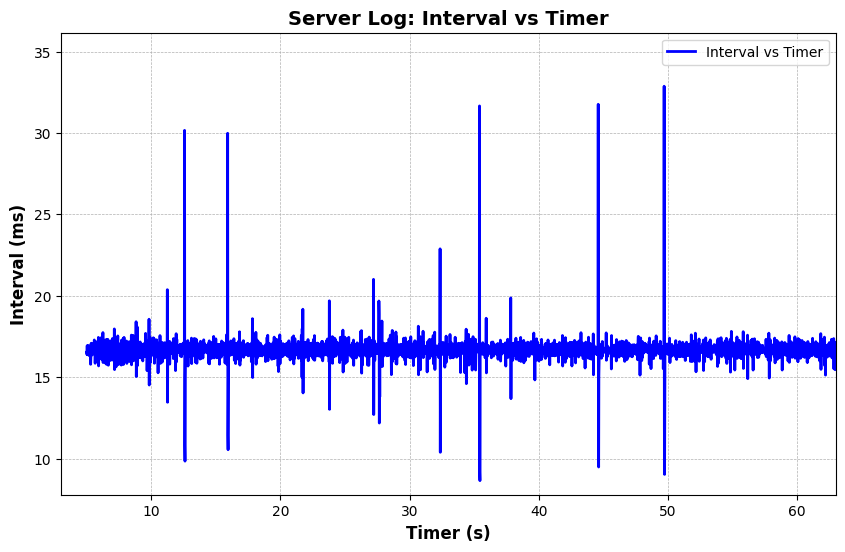 Server Log: Interval vs Timer
Interval vs Timer
Interval (ms)
35
30
25
20
15
10
10 20 30 40 50 60
Timer (s)